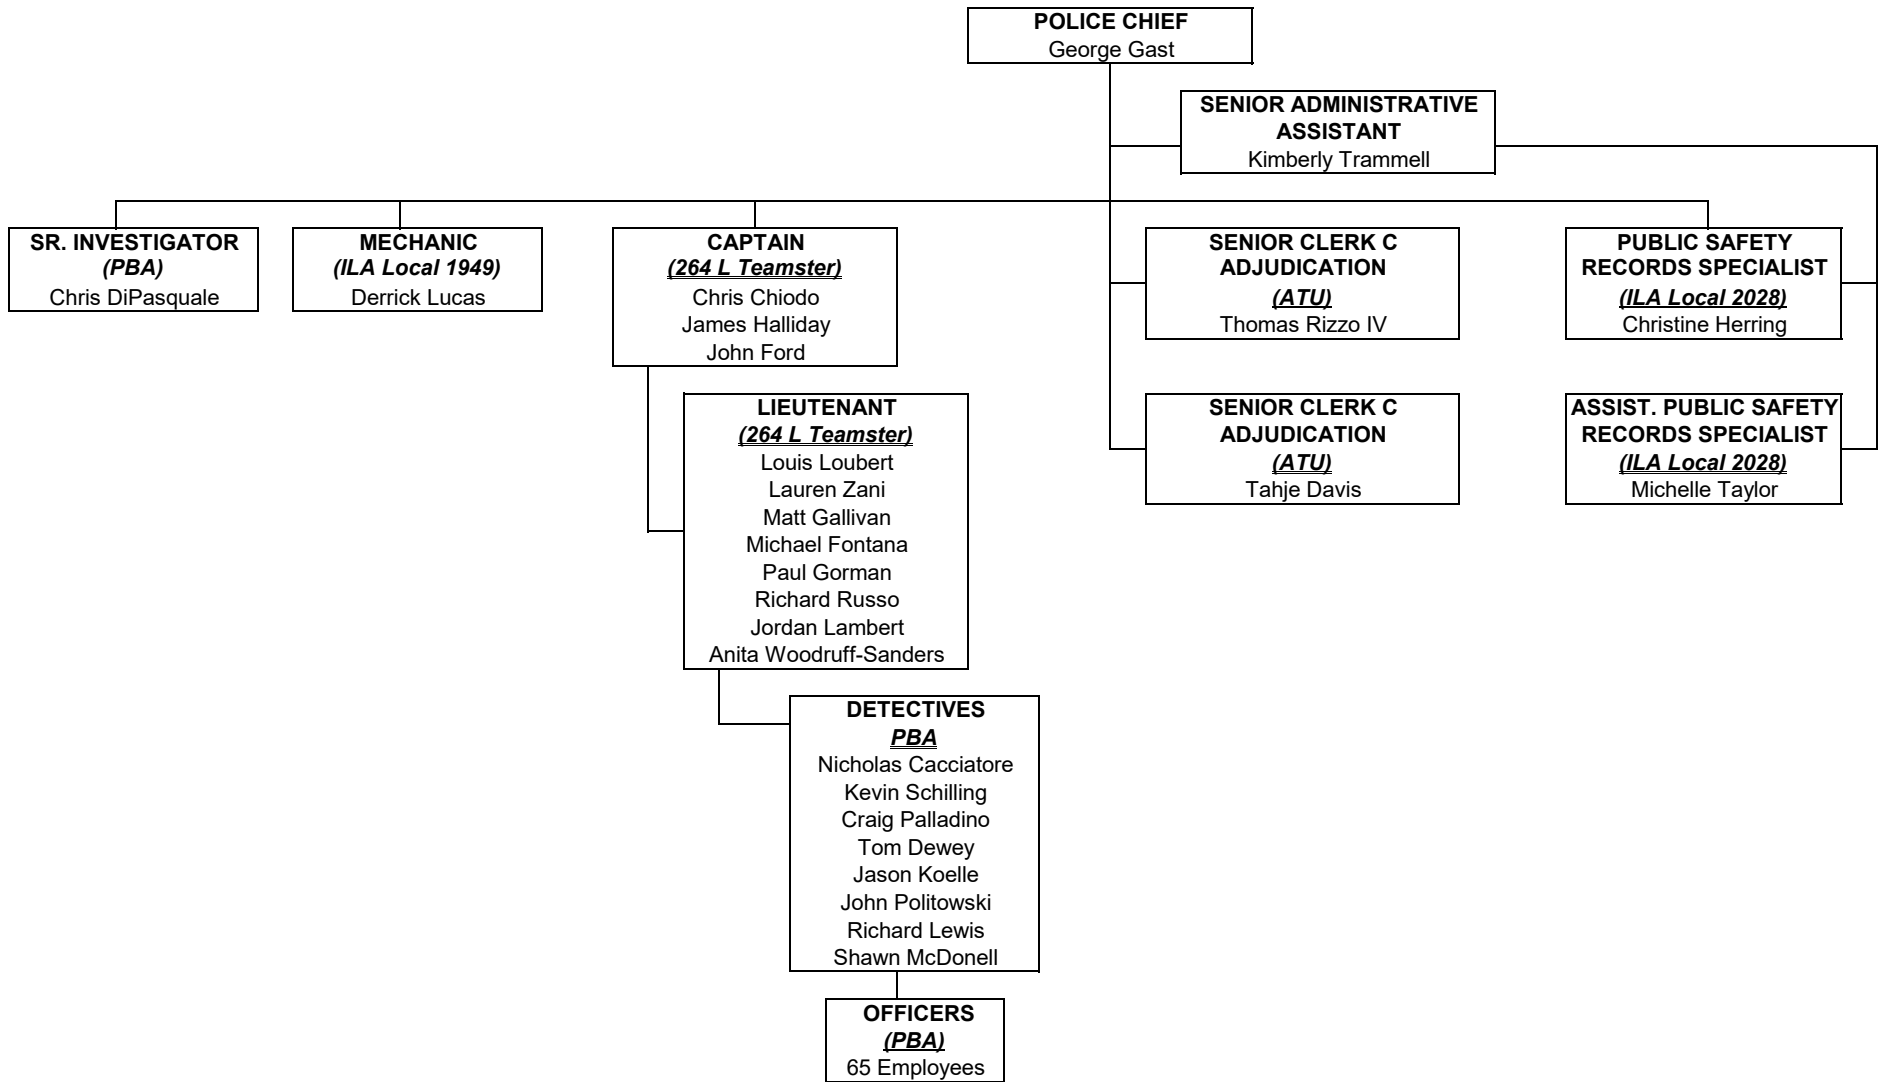 POLICE CHIEF
George Gast
SENIOR ADMINISTRATIVE
ASSISTANT
Kimberly Trammell
SR. INVESTIGATOR
(PBA)
Chris DiPasquale
MECHANIC
(ILA Local 1949)
Derrick Lucas
CAPTAIN
(264 L Teamster)
Chris Chiodo
James Halliday
John Ford
SENIOR CLERK C
ADJUDICATION
(ATU)
Thomas Rizzo IV
PUBLIC SAFETY
RECORDS SPECIALIST
(ILA Local 2028)
Christine Herring
LIEUTENANT
(264 L Teamster)
Louis Loubert
Lauren Zani
Matt Gallivan
Michael Fontana
Paul Gorman
Richard Russo
Jordan Lambert
Anita Woodruff-Sanders
SENIOR CLERK C
ADJUDICATION
(ATU)
Tahje Davis
ASSIST. PUBLIC SAFETY
RECORDS SPECIALIST
(ILA Local 2028)
Michelle Taylor
DETECTIVES
PBA
Nicholas Cacciatore
Kevin Schilling
Craig Palladino
Tom Dewey
Jason Koelle
John Politowski
Richard Lewis
Shawn McDonell
OFFICERS
(PBA)
65 Employees